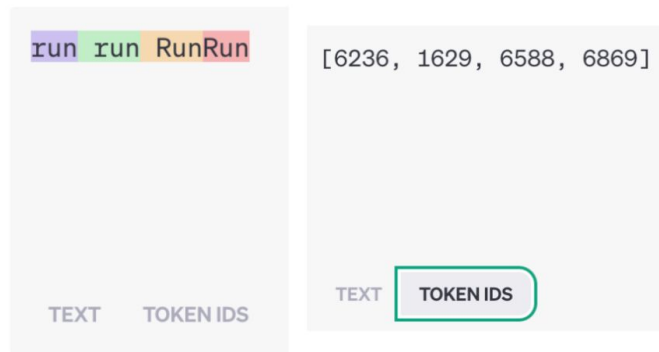 run run RunRun
TEXT TOKEN IDS
[6236, 1629, 6588, 6869]
TEXT TOKEN IDS